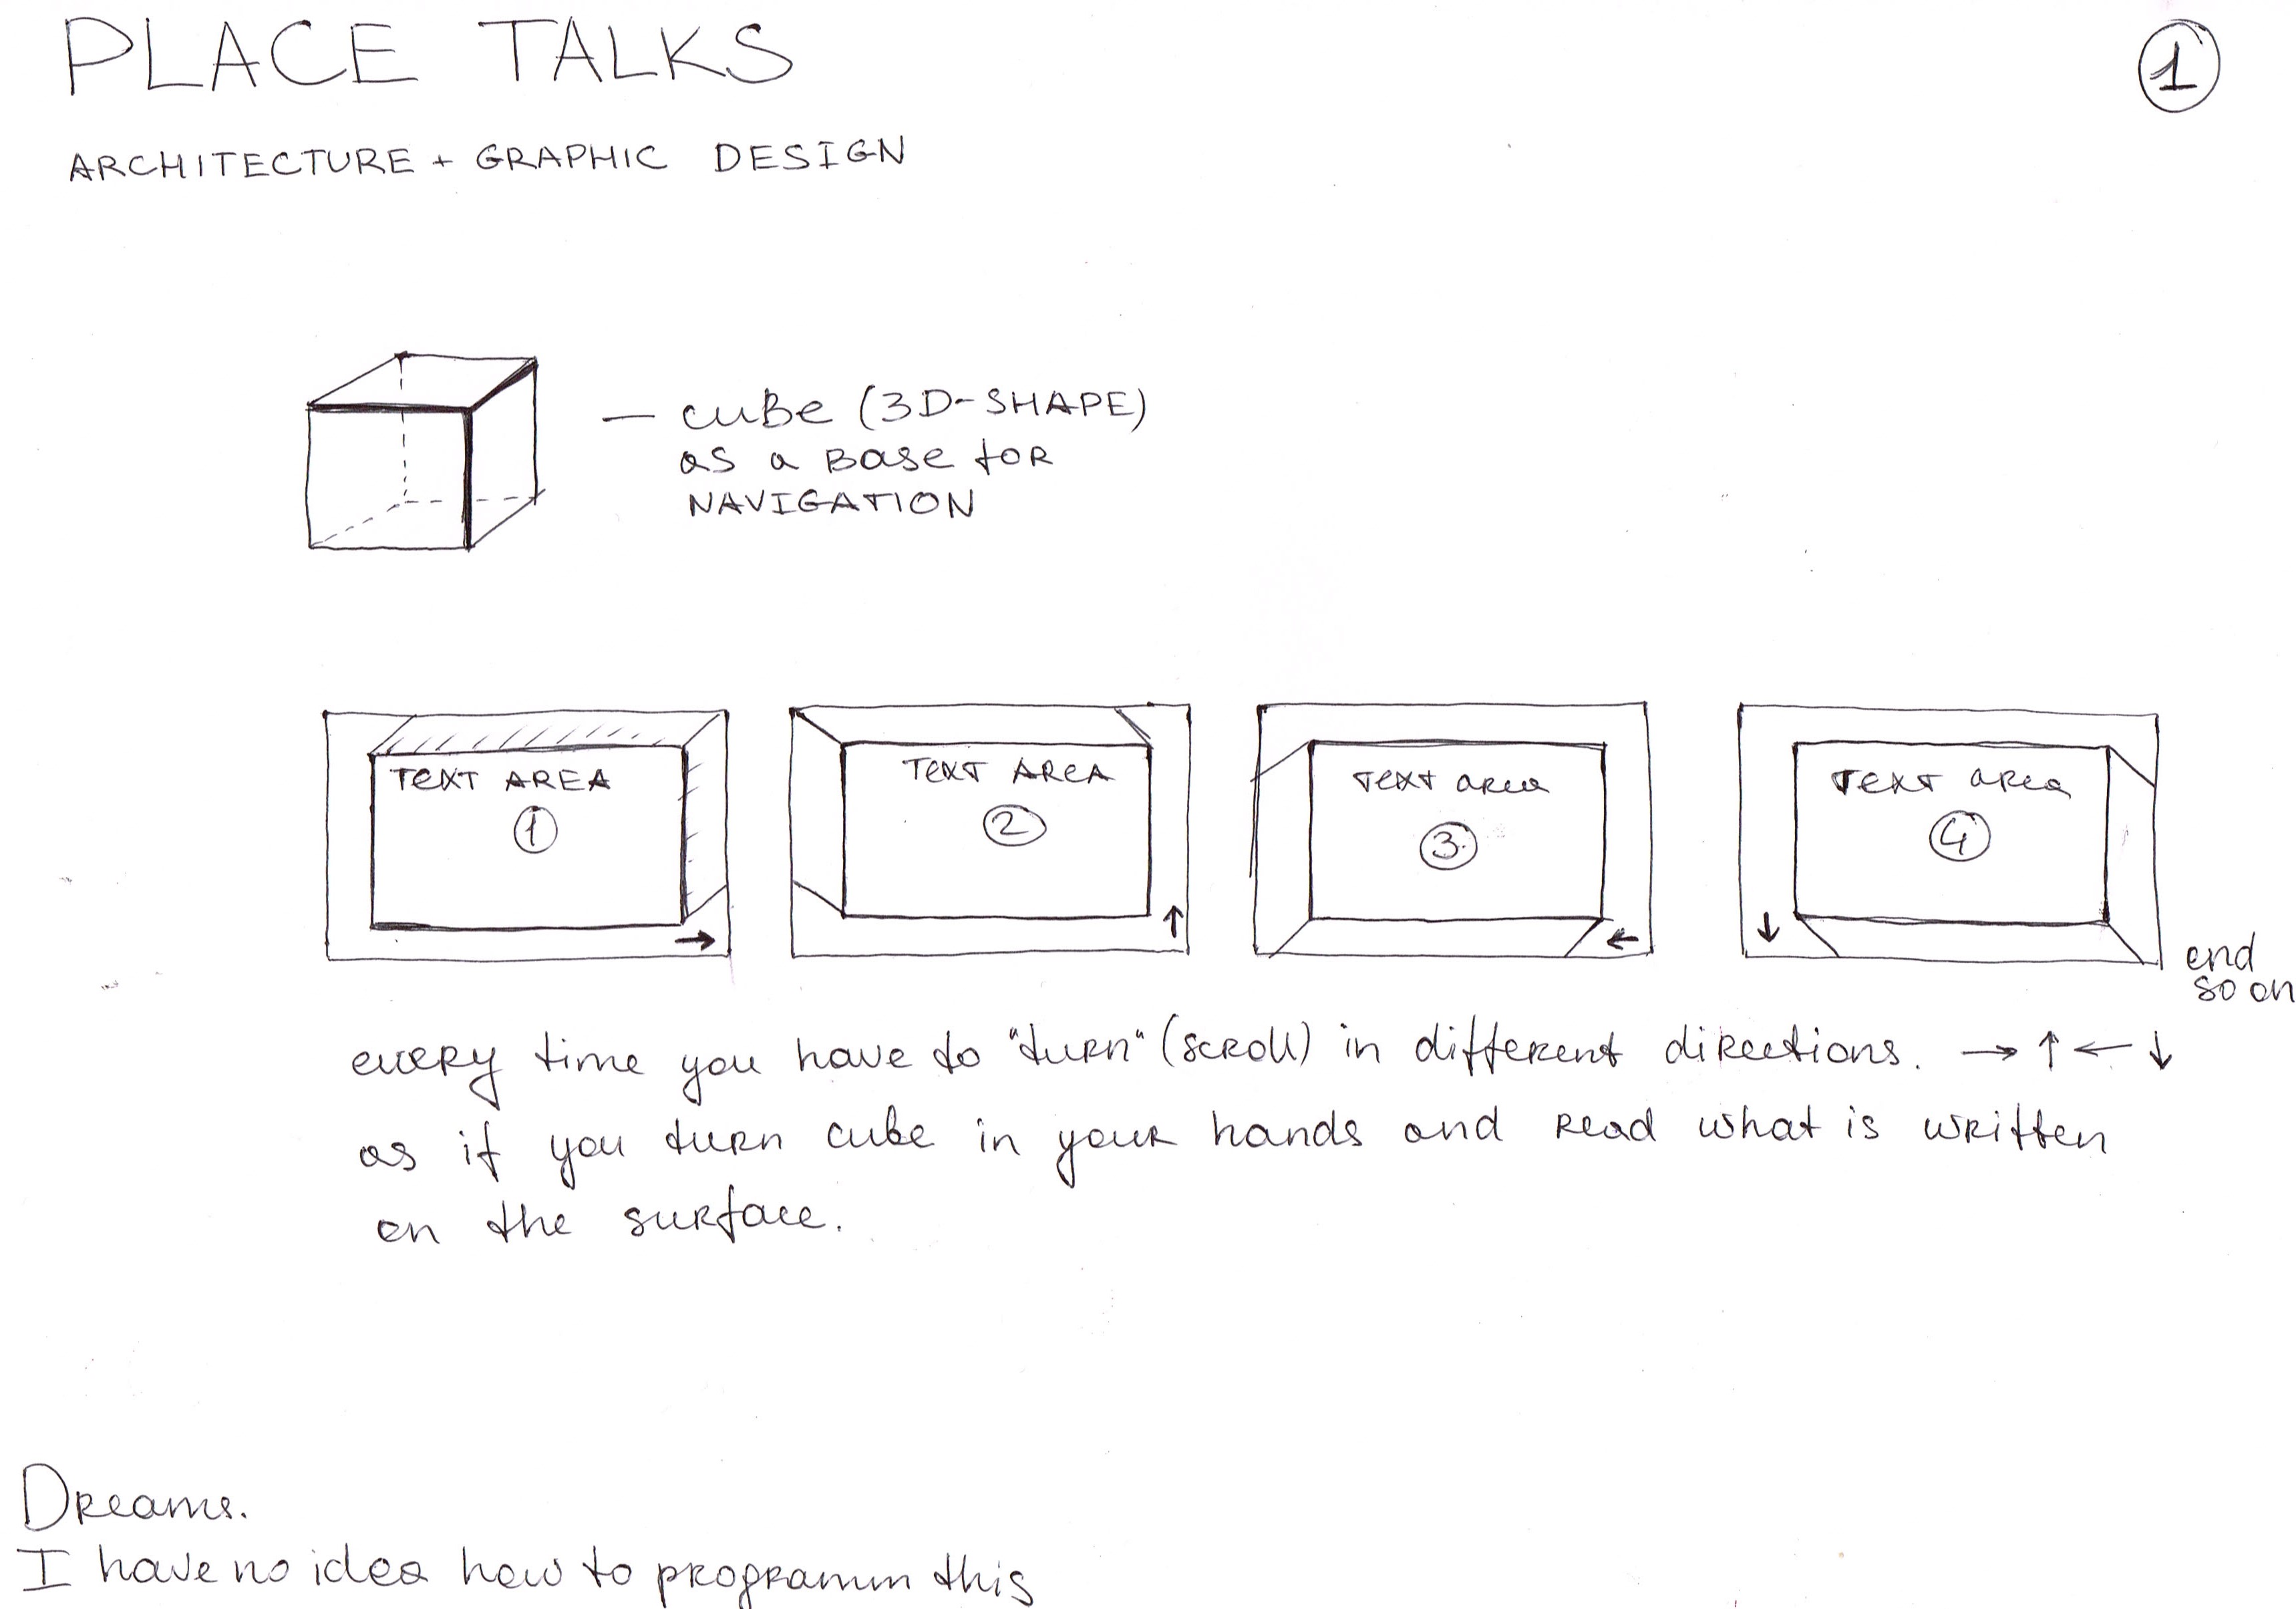 PLACE TALKS
1
ARCHITECTURE + GRAPHIC DESIGN
— CUBE (3D-SHAPE)
as a BASE FOR
NAVIGATION
TEXT AREA
1
→
TEXT AREA
2
↑
TEXT area
3.
←
TEXT area
4
↓
end
so on
every time you have to "turn" (scroll) in different directions. → ↑ ← ↓
as if you turn cube in your hands and read what is written
on the surface.
Dreams.
I have no idea how to programm this